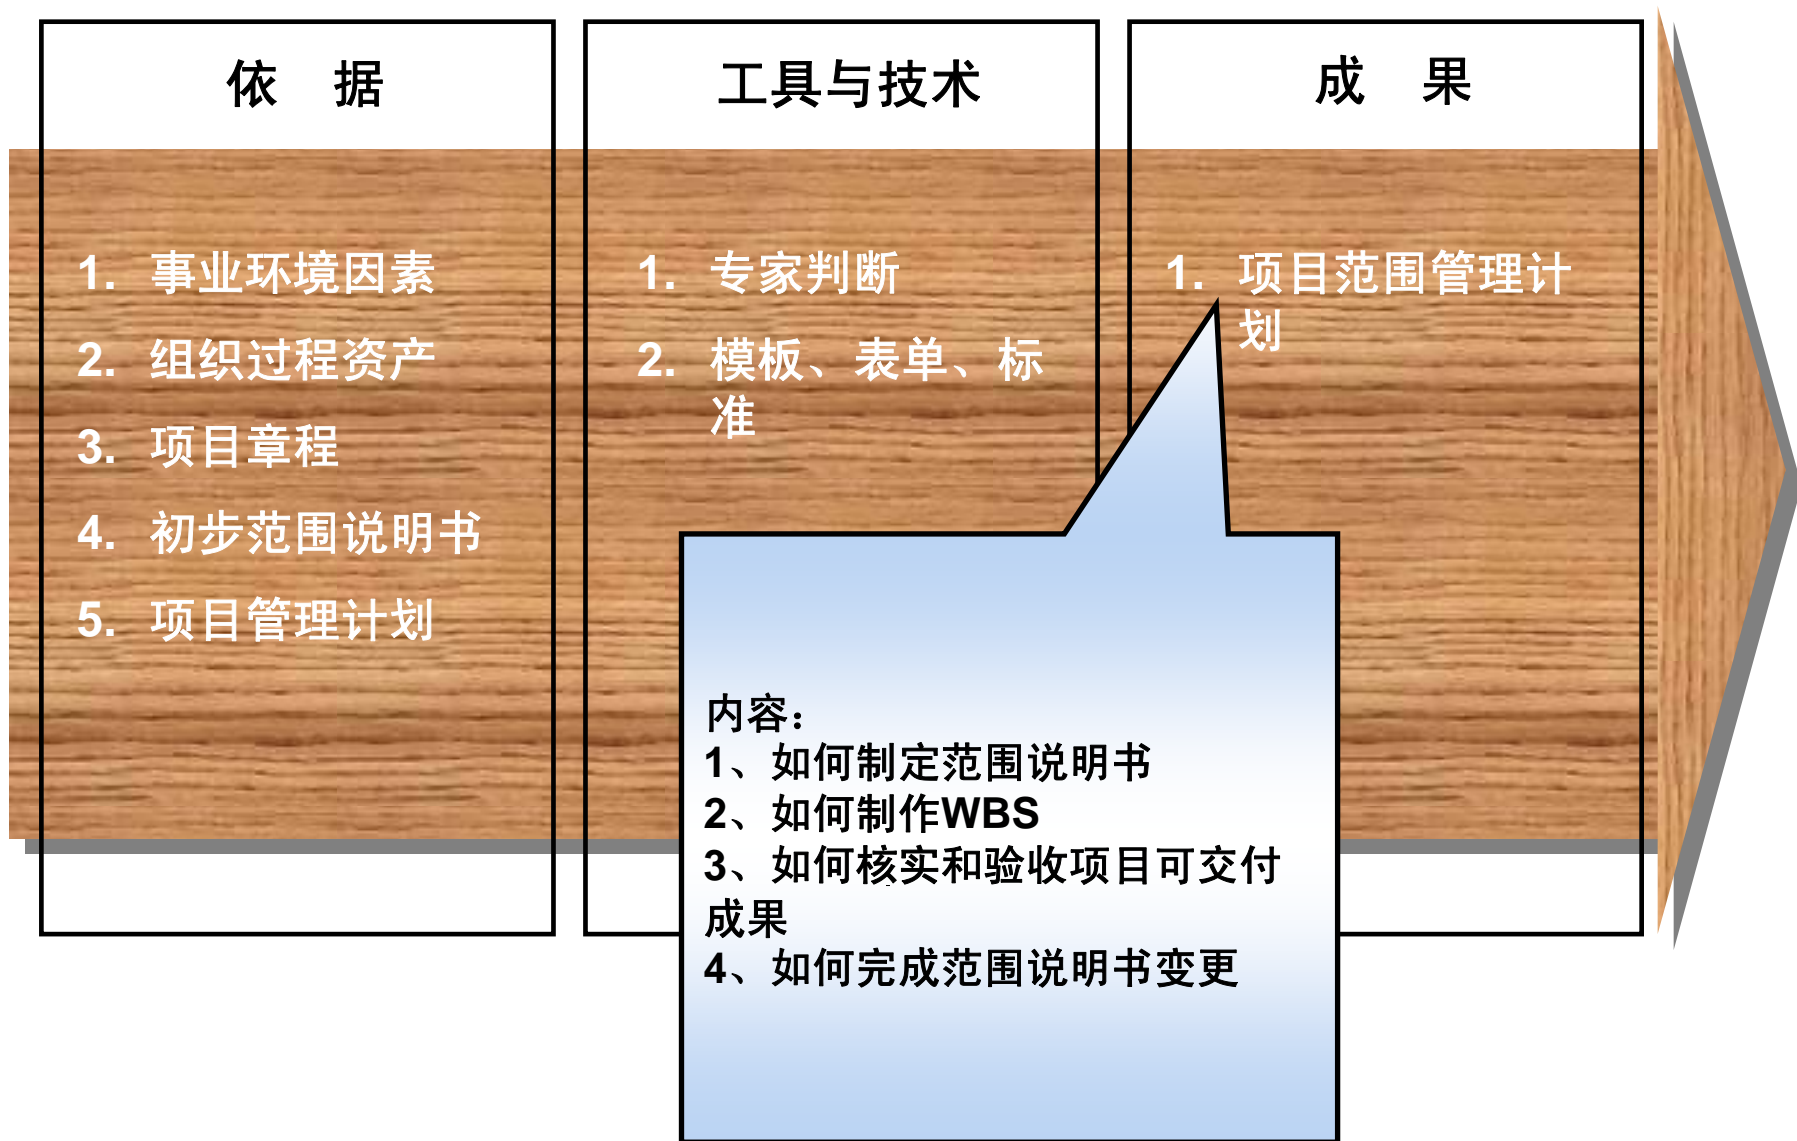 依 据
1. 事业环境因素
2. 组织过程资产
3. 项目章程
4. 初步范围说明书
5. 项目管理计划
工具与技术
1. 专家判断
2. 模板、表单、标
准
成 果
1. 项目范围管理计
划
内容：
1、如何制定范围说明书
2、如何制作WBS
3、如何核实和验收项目可交付
成果
4、如何完成范围说明书变更